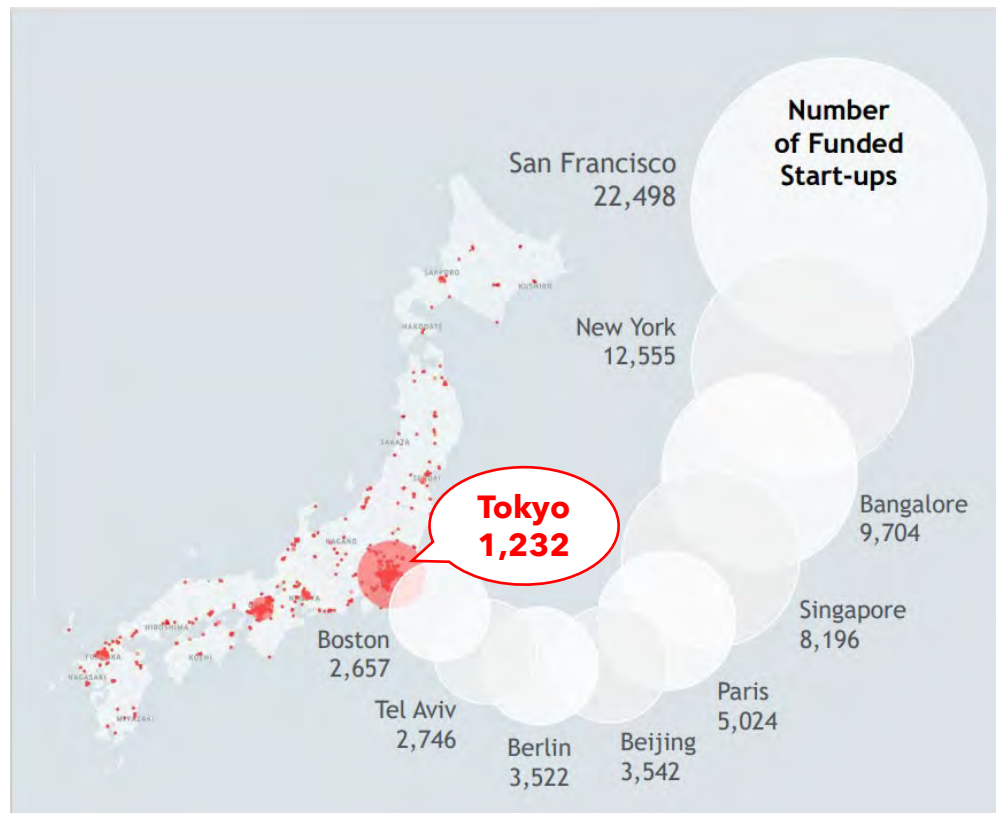 Number
of Funded
Start-ups
San Francisco
22,498
New York
12,555
Bangalore
9,704
Singapore
8,196
Paris
5,024
Beijing
3,542
Berlin
3,522
Tel Aviv
2,746
Boston
2,657
Tokyo
1,232
SAPPORO
KUSHIRO
HAKODATE
SAKATA
SENDAI
NAGANO
NAGOYA
HIROSHIMA
KOCHI
FUKUOKA
NAGASAKI
MIYAZAKI